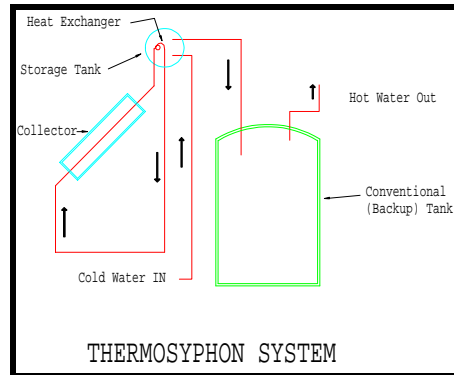 Heat Exchanger
Storage Tank
Collector
Hot Water Out
Conventional
(Backup) Tank
Cold Water IN
THERMOSYPHON SYSTEM